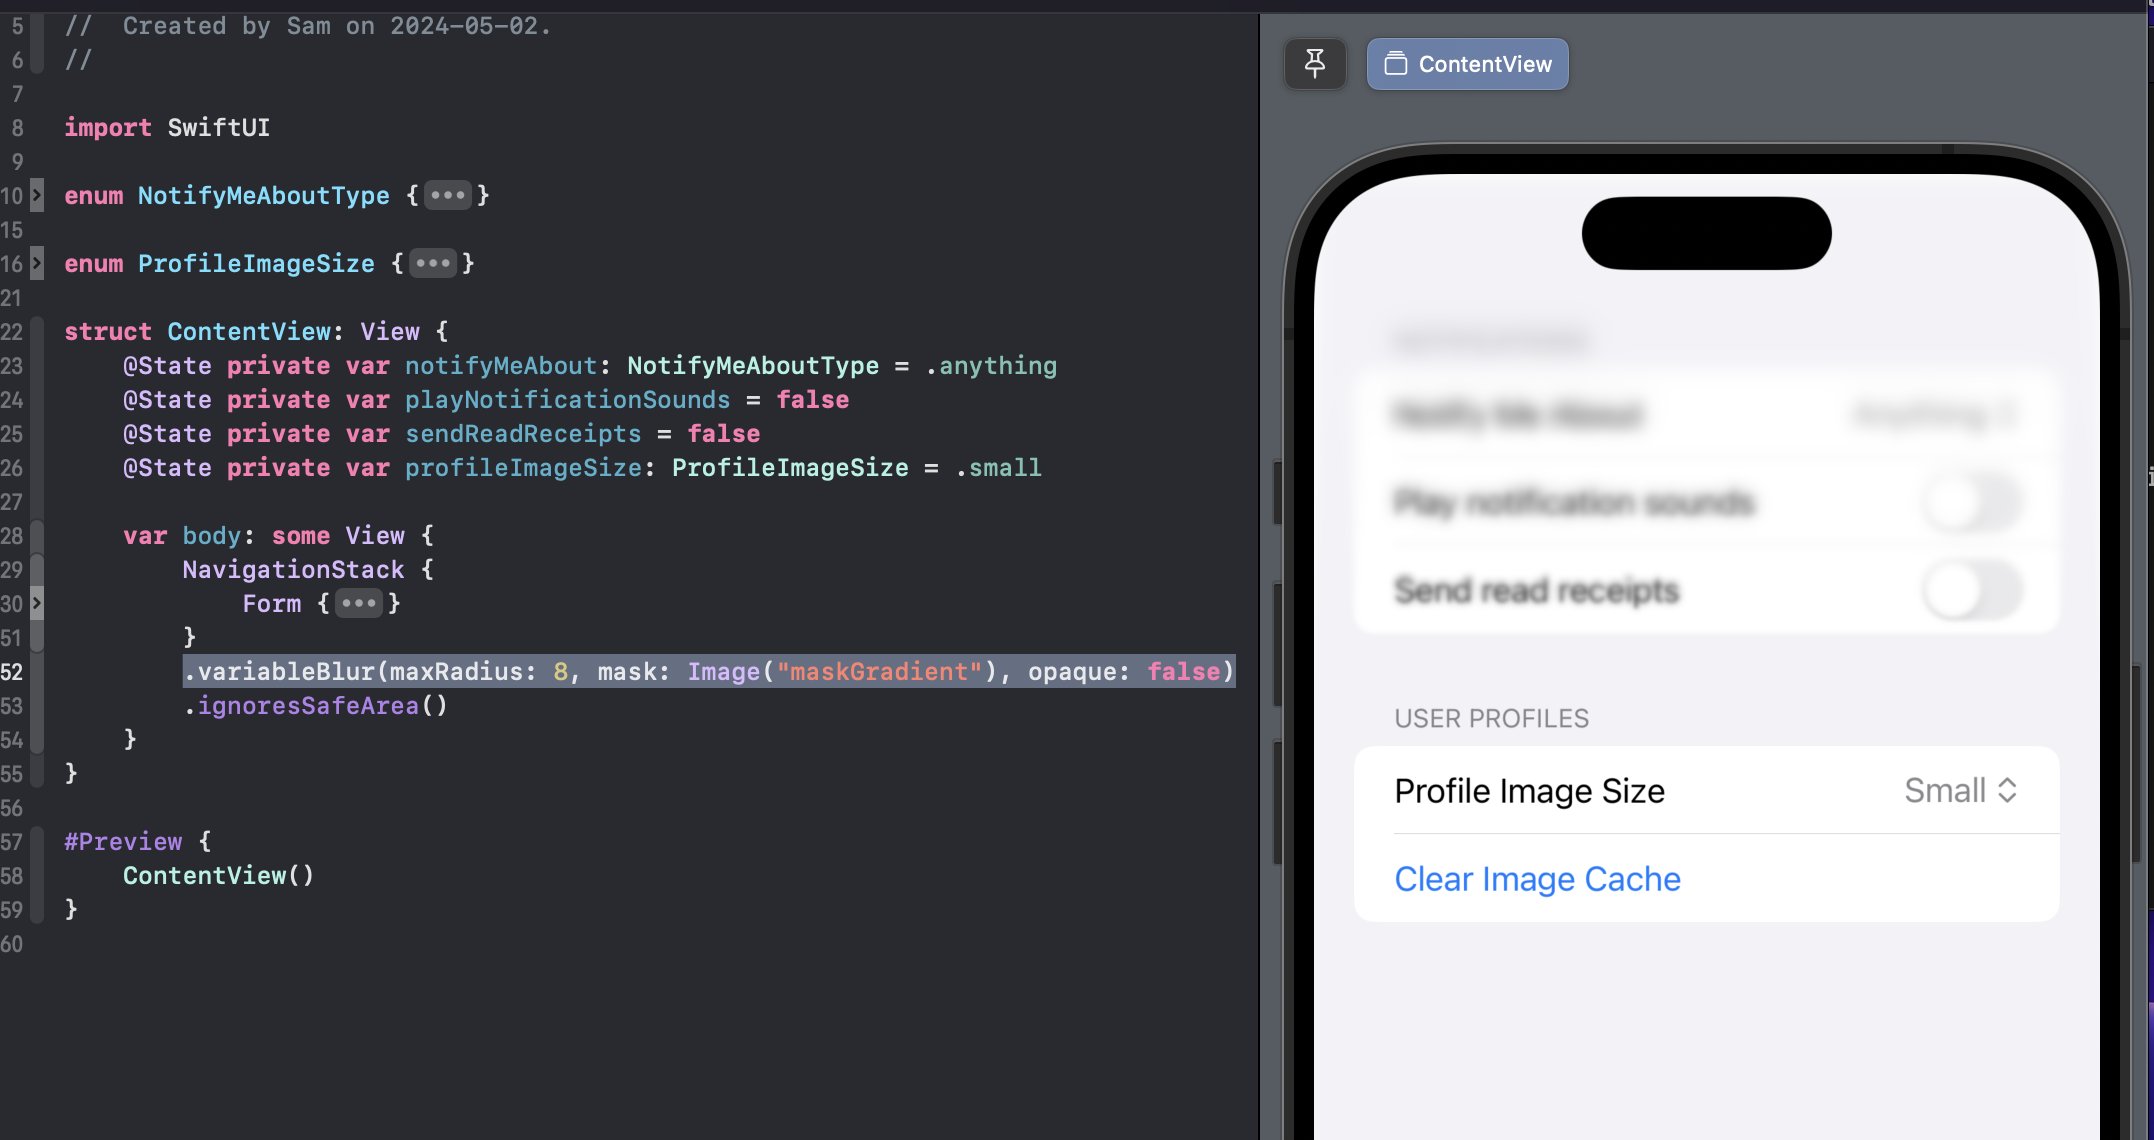 5 //  Created by Sam on 2024-05-02.
6 //
7
8 import SwiftUI
9
10 enum NotifyMeAboutType {•••}
15
16 enum ProfileImageSize {•••}
21
22 struct ContentView: View {
23     @State private var notifyMeAbout: NotifyMeAboutType = .anything
24     @State private var playNotificationSounds = false
25     @State private var sendReadReceipts = false
26     @State private var profileImageSize: ProfileImageSize = .small
27
28     var body: some View {
29         NavigationStack {
30             Form {•••}
51         }
52         .variableBlur(maxRadius: 8, mask: Image("maskGradient"), opaque: false)
53         .ignoresSafeArea()
54     }
55 }
56
57 #Preview {
58     ContentView()
59 }
60
ContentView
Notify Me About Anything
Play notification sounds
Send read receipts
USER PROFILES
Profile Image Size Small
Clear Image Cache